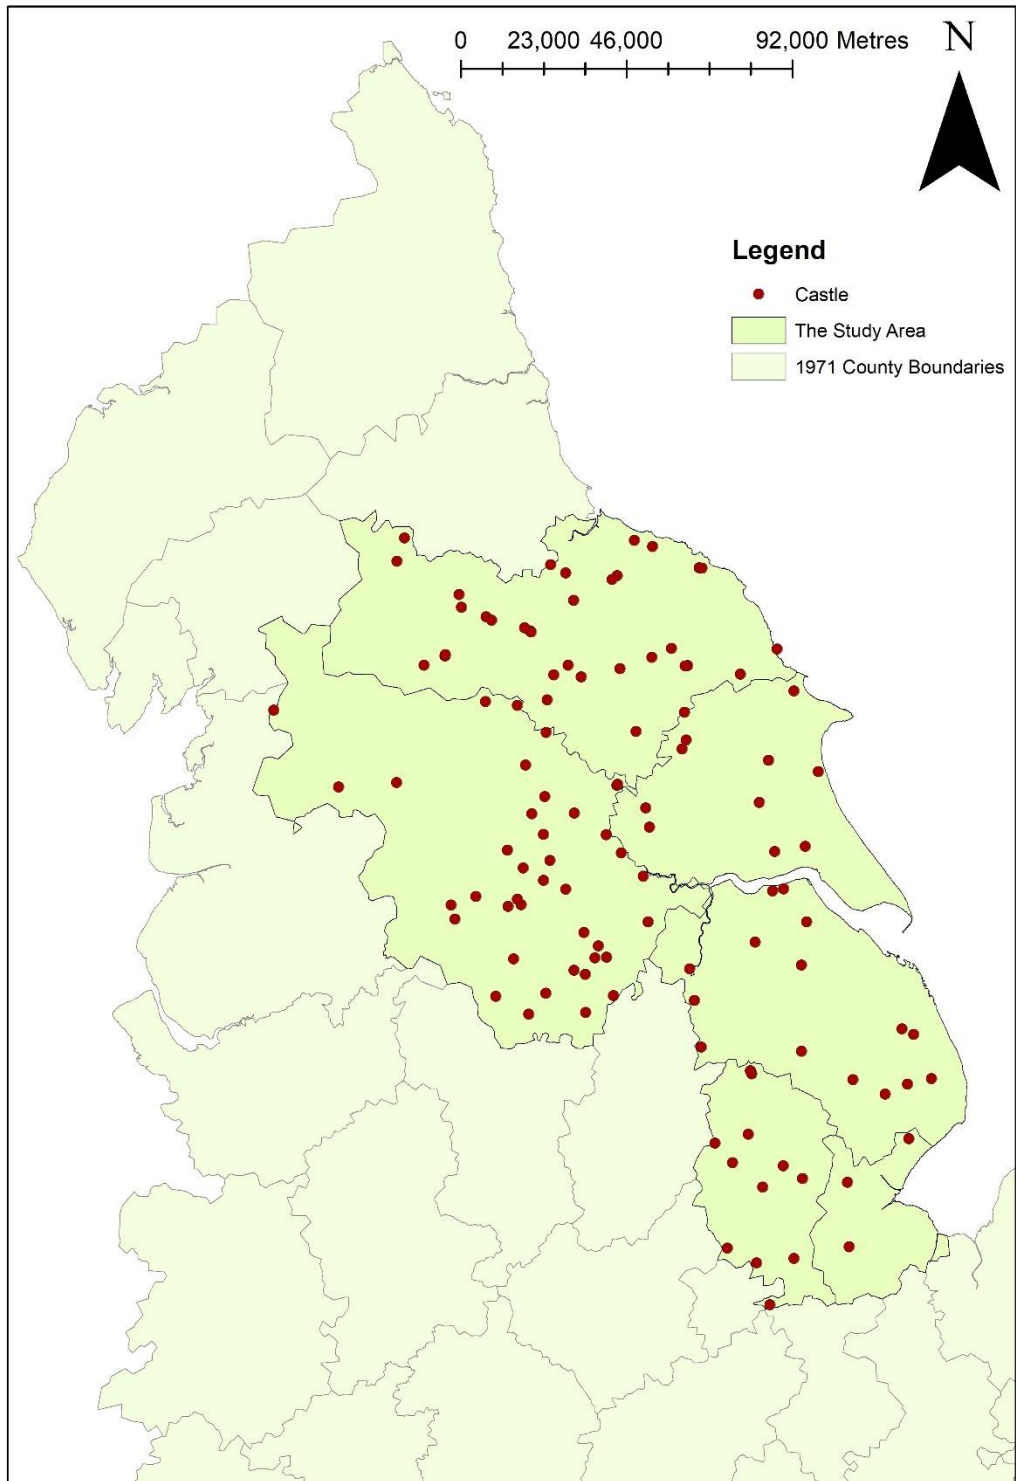 0 23,000 46,000 92,000 Metres
N
Legend
Castle
The Study Area
1971 County Boundaries